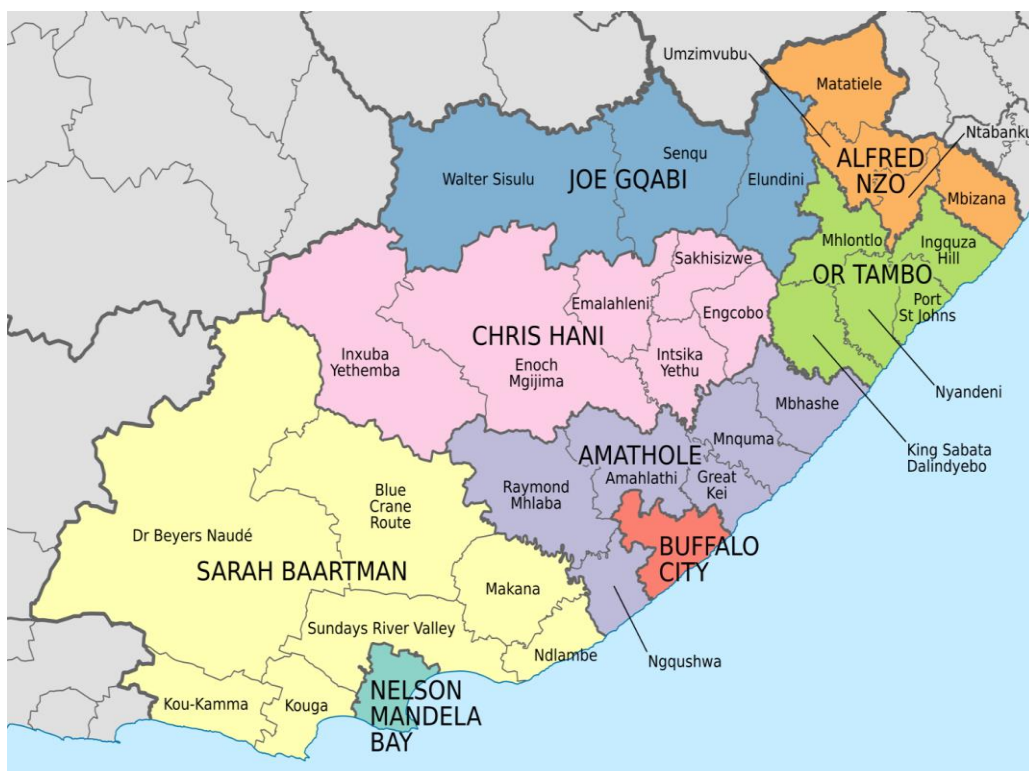 Umzimvubu
Matatiele
Ntabanku
ALFRED
NZO
Mbizana
Senqu
Walter Sisulu
JOE GQABI
Elundini
Mhlontlo
Ingquza
Hill
OR TAMBO
Port
St Johns
Nyandeni
King Sabata
Dalindyebo
Sakhisizwe
Emalahleni
Engcobo
CHRIS HANI
Inxuba
Yethemba
Enoch
Mgijima
Intsika
Yethu
Mbhashe
Mnquma
AMATHOLE
Amahlathi
Great
Kei
Raymond
Mhlaba
BUFFALO
CITY
Ngqushwa
Blue
Crane
Route
Dr Beyers Naudé
SARAH BAARTMAN
Makana
Sundays River Valley
Ndlambe
Kou-Kamma
Kouga
NELSON
MANDELA
BAY